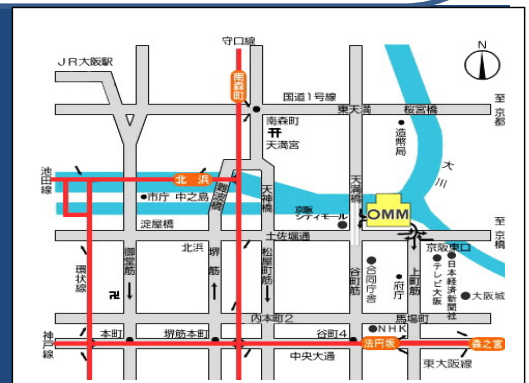 守口線
N
JR大阪駅
南森町
国道1号線
東天満
桜宮橋
至京都
南森町
天満宮
造幣局
大川
池田線
北浜
難波橋
天神橋
天満橋
市庁 中之島
京阪シティモール
OMM
淀屋橋
土佐堀通
京阪東口
至京橋
環状線
御堂筋
北浜
堺筋
松屋町筋
谷町筋
合同庁舎
府庁
上町筋
テレビ大阪
日本経済新聞社
大阪城
卍
内本町2
馬場町
NHK
神戸線
本町
堺筋本町
谷町4
法円坂
森之宮
中央大通
東大阪線